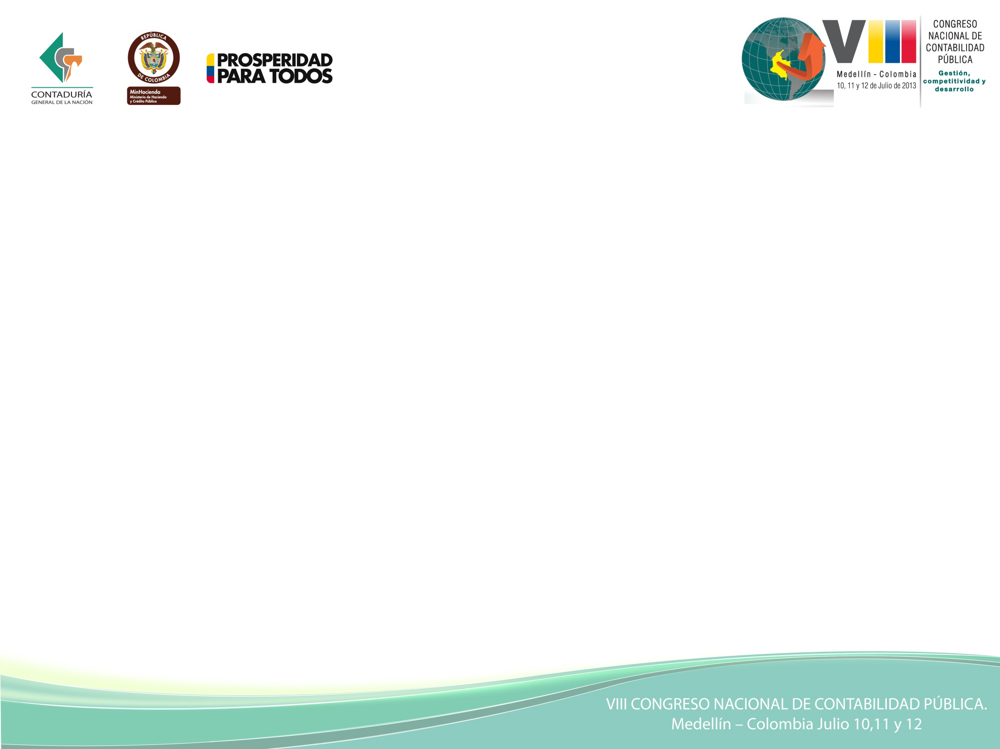 CONTADURÍA
GENERAL DE LA NACIÓN
REPÚBLICA
DE COLOMBIA
MinHacienda
Ministerio de Hacienda
y Crédito Público
PROSPERIDAD
PARA TODOS
VIII
Medellín - Colombia
10, 11 y 12 de Julio de 2013
CONGRESO
NACIONAL DE
CONTABILIDAD
PÚBLICA
Gestión,
competitividad y
desarrollo
VIII CONGRESO NACIONAL DE CONTABILIDAD PÚBLICA.
Medellín – Colombia Julio 10,11 y 12